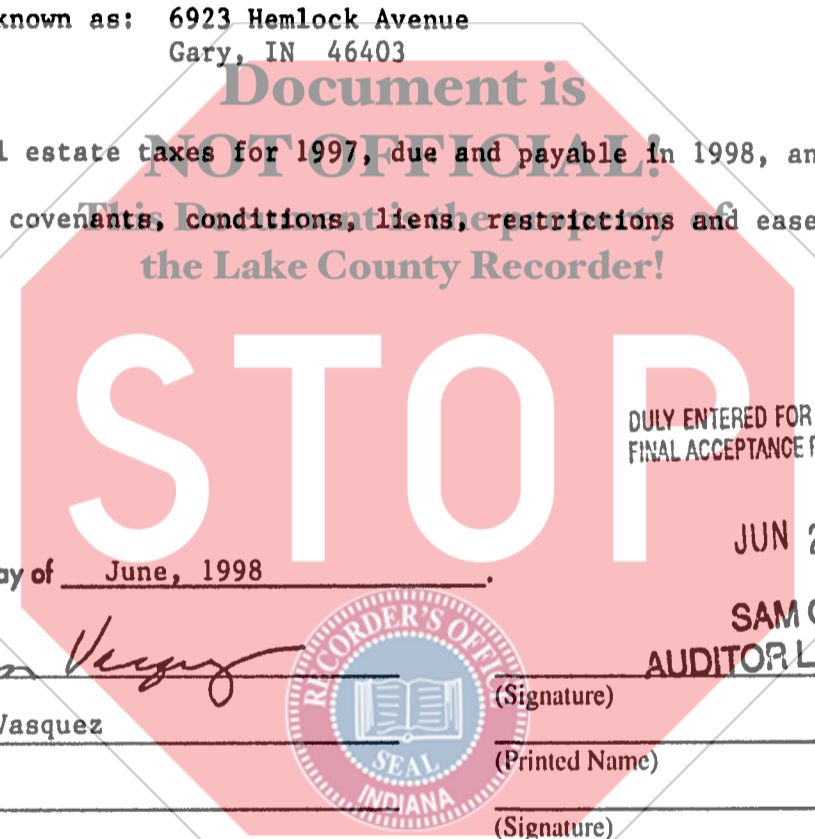 known as: 6923 Hemlock Avenue
Gary, IN 46403
Document is
NOT OFFICIAL!
l estate taxes for 1997, due and payable in 1998, an
This Document is the property of
covenants, conditions, liens, restrictions and ease
the Lake County Recorder!
STOP
DULY ENTERED FOR
FINAL ACCEPTANCE
JUN 2
ay of June, 1998.
SAM
AUDITOR L
Vasquez
(Signature)
Vasquez
(Printed Name)
(Signature)
RECORDER'S OFFICE
SEAL
INDIANA